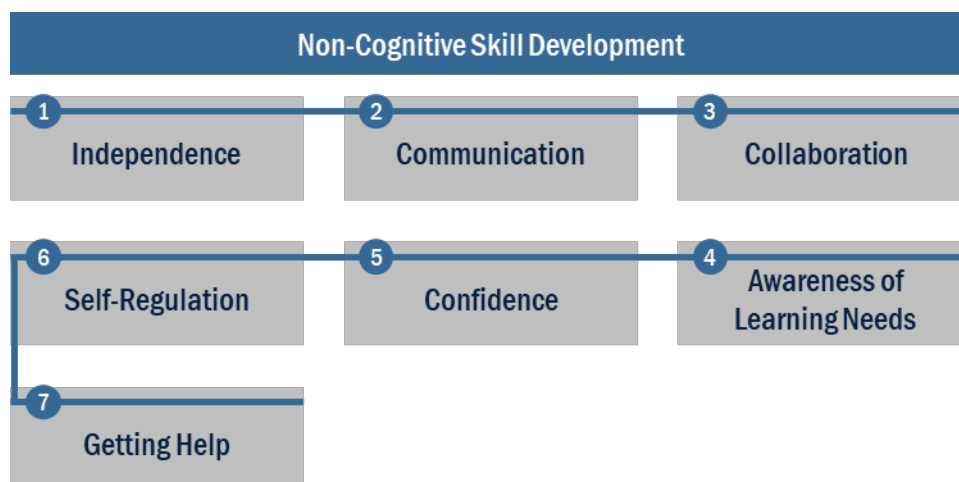 Non-Cognitive Skill Development
1
Independence
2
Communication
3
Collaboration
4
Awareness of
Learning Needs
5
Confidence
6
Self-Regulation
7
Getting Help